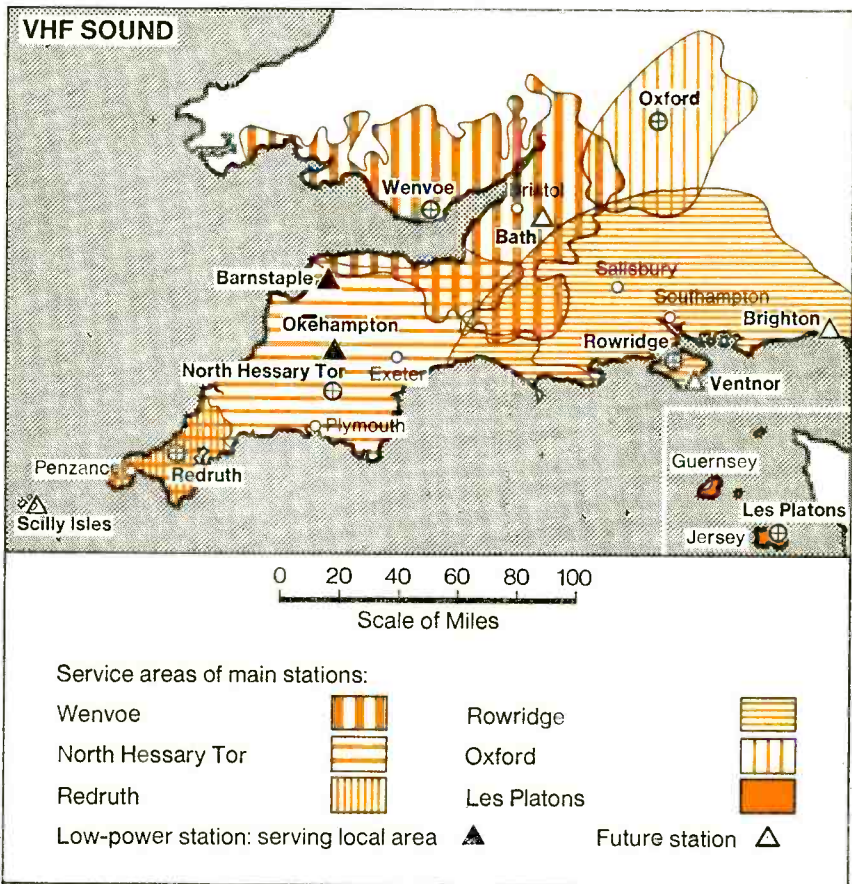 VHF SOUND
Oxford
Wenvoe
Bristol
Bath
Barnstaple
Salisbury
Southampton
Okehampton
Brighton
Rowridge
North Hessary Tor
Exeter
Ventnor
Plymouth
Penzance
Redruth
Guernsey
Scilly Isles
Les Platons
Jersey
0 20 40 60 80 100
Scale of Miles
Service areas of main stations:
Wenvoe Rowridge
North Hessary Tor Oxford
Redruth Les Platons
Low-power station: serving local area Future station